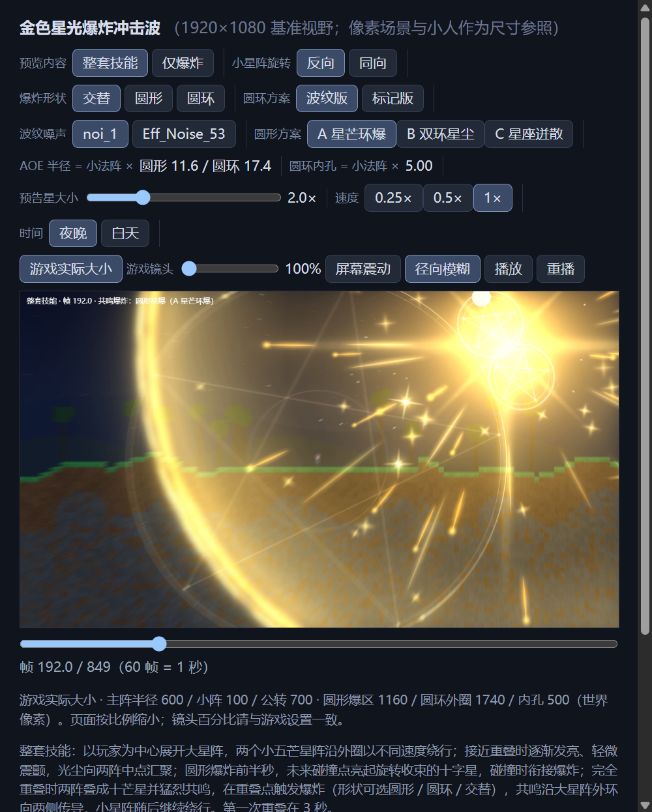 金色星光爆炸冲击波 （1920×1080 基准视野；像素场景与小人作为尺寸参照）
预览内容 整套技能 仅爆炸 小星阵旋转 反向 同向
爆炸形状 交替 圆形 圆环 圆环方案 波纹版 标记版
波纹噪声 noi_1 Eff_Noise_53 圆形方案 A 星芒环爆 B 双环星尘 C 星座迸散
AOE 半径 = 小法阵 × 圆形 11.6 / 圆环 17.4 圆环内孔 = 小法阵 × 5.00
预告星大小 2.0× 速度 0.25× 0.5× 1×
时间 夜晚 白天
游戏实际大小 游戏镜头 100% 屏幕震动 径向模糊 播放 重播
整套技能 · 帧 192.0 · 共鸣爆炸：圆形环爆（A 星芒环爆）
帧 192.0 / 849（60 帧 = 1 秒）
游戏实际大小 · 主阵半径 600 / 小阵 100 / 公转 700 · 圆形爆区 1160 / 圆环外圈 1740 / 内孔 500（世界
像素）。页面按比例缩小；镜头百分比请与游戏设置一致。
整套技能：以玩家为中心展开大星阵，两个小五芒星阵沿外圈以不同速度绕行；接近重叠时逐渐发亮、轻微
震颤，光尘向两阵中点汇聚；圆形爆炸前半秒，未来碰撞点亮起旋转收束的十字星，碰撞时衔接爆炸；完全
重叠时两阵叠成十芒星并猛烈共鸣，在重叠点触发爆炸（形状可选圆形 / 圆环 / 交替），共鸣沿大星阵外环
向两侧传导，小星阵随后继续绕行。第一次重叠在 3 秒。